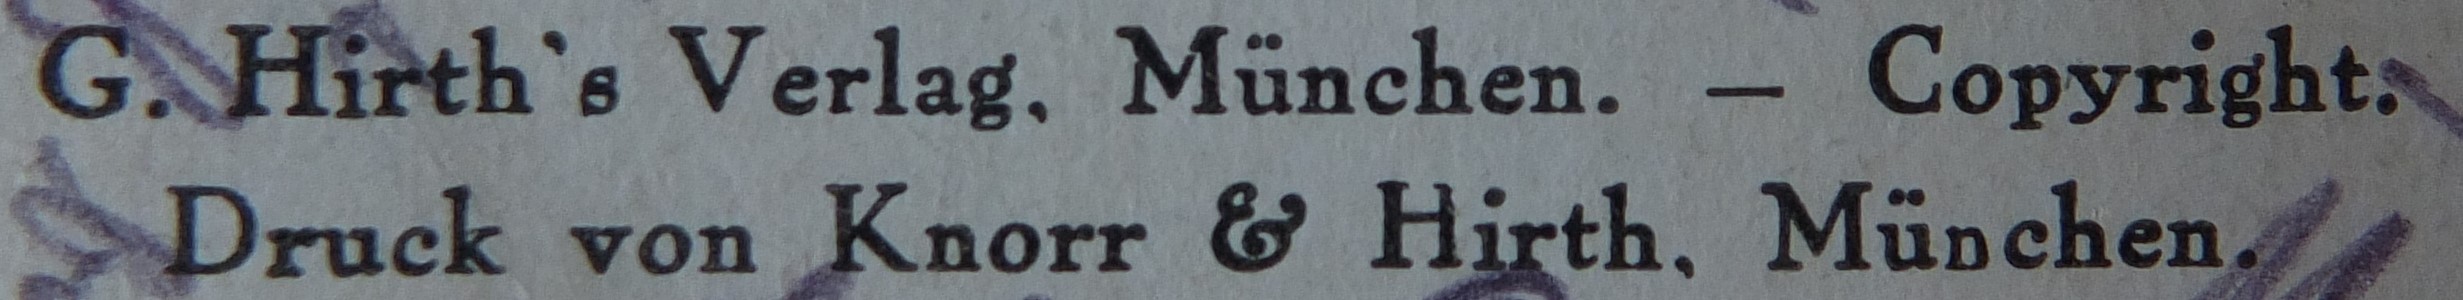 G. Hirth's Verlag, München. — Copyright.
Druck von Knorr & Hirth, München.